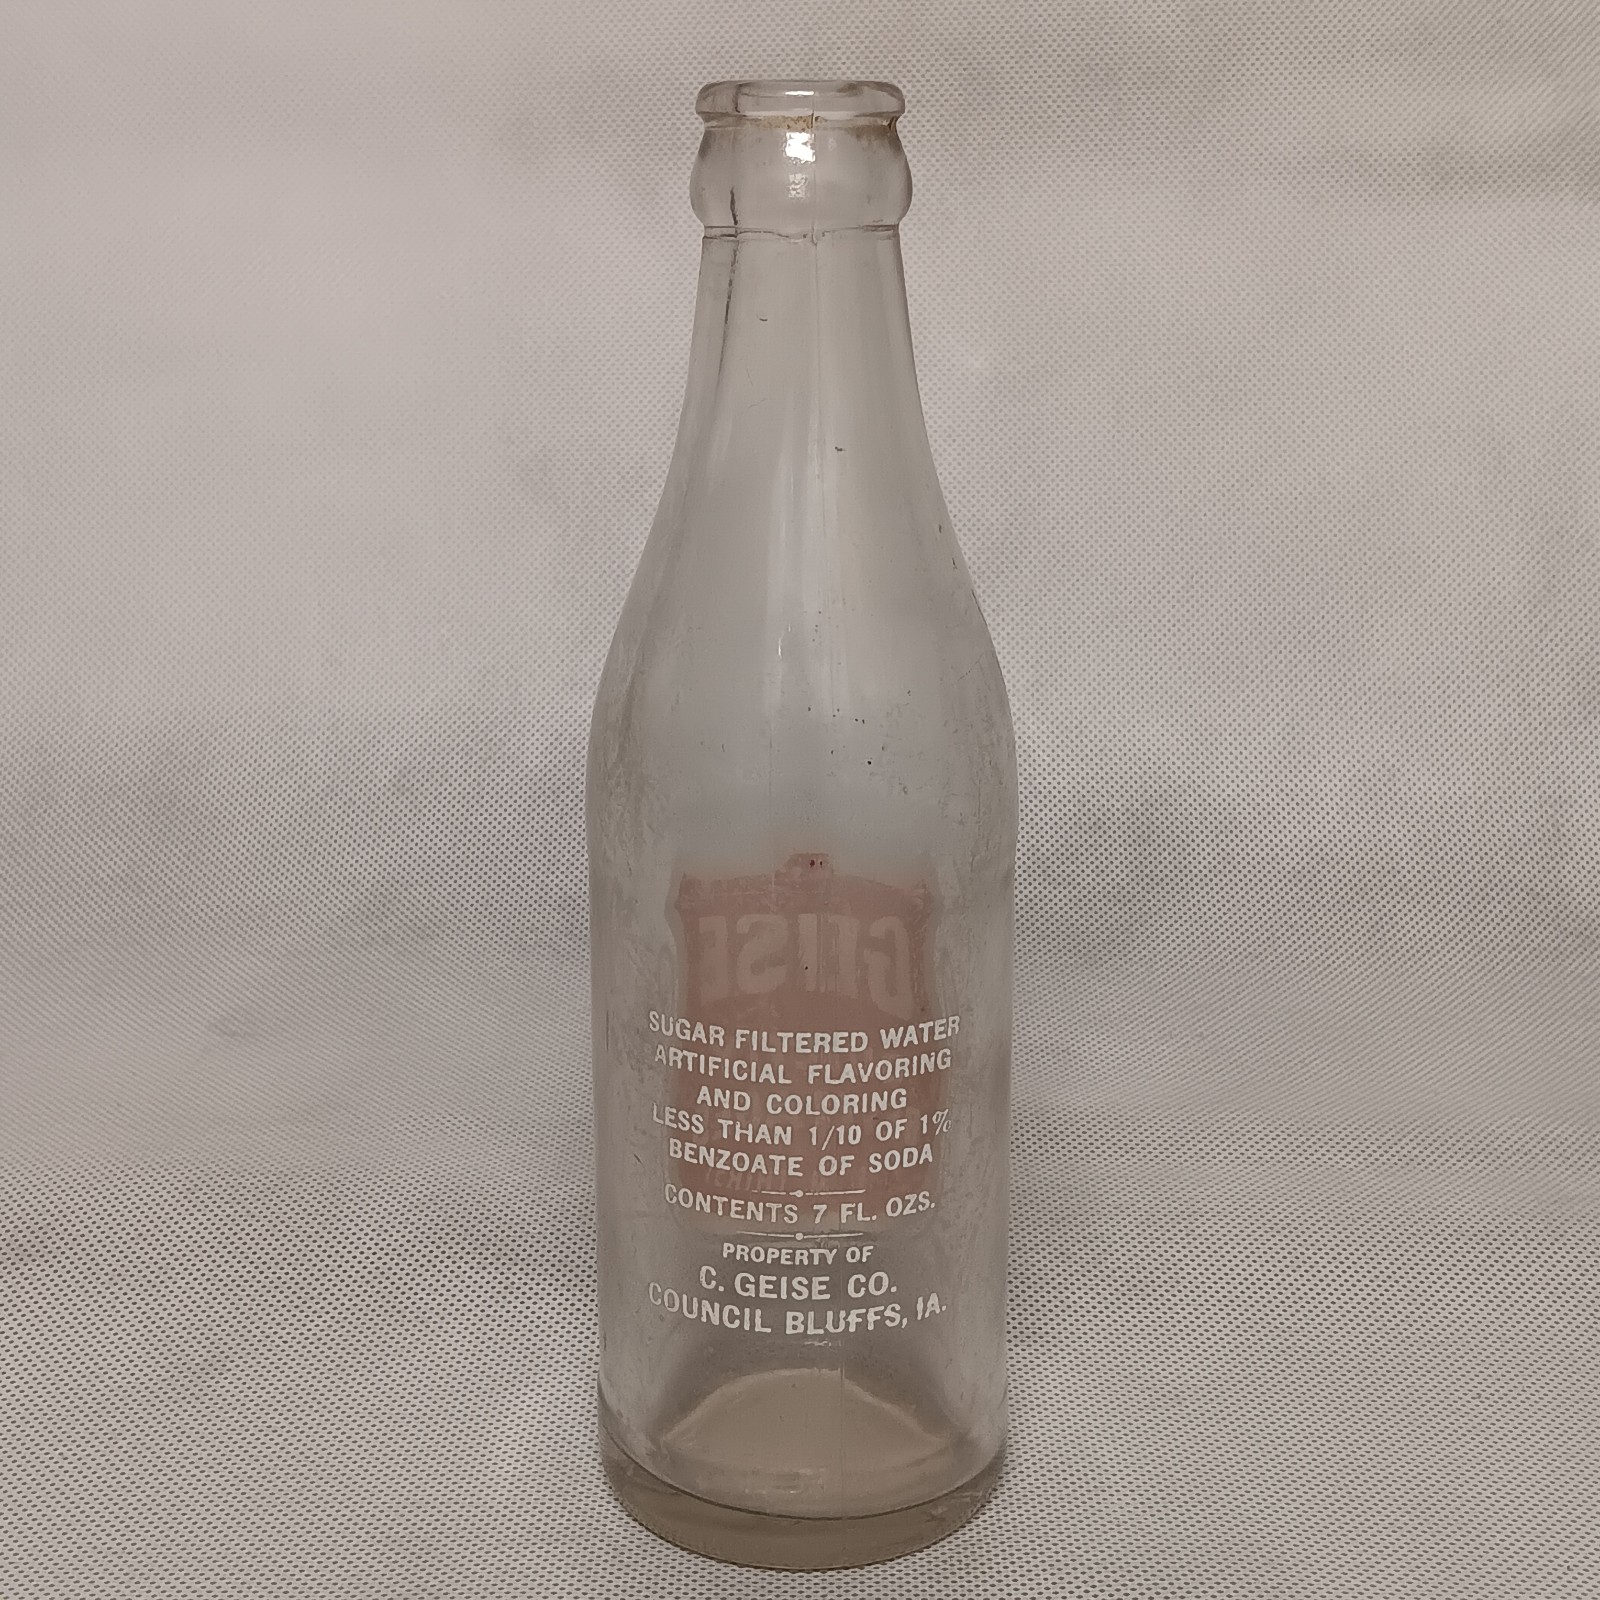 GEISE
SUGAR FILTERED WATER
ARTIFICIAL FLAVORING
AND COLORING
LESS THAN 1/10 OF 1%
BENZOATE OF SODA
CONTENTS 7 FL. OZS.
PROPERTY OF
C. GEISE CO.
COUNCIL BLUFFS, IA.